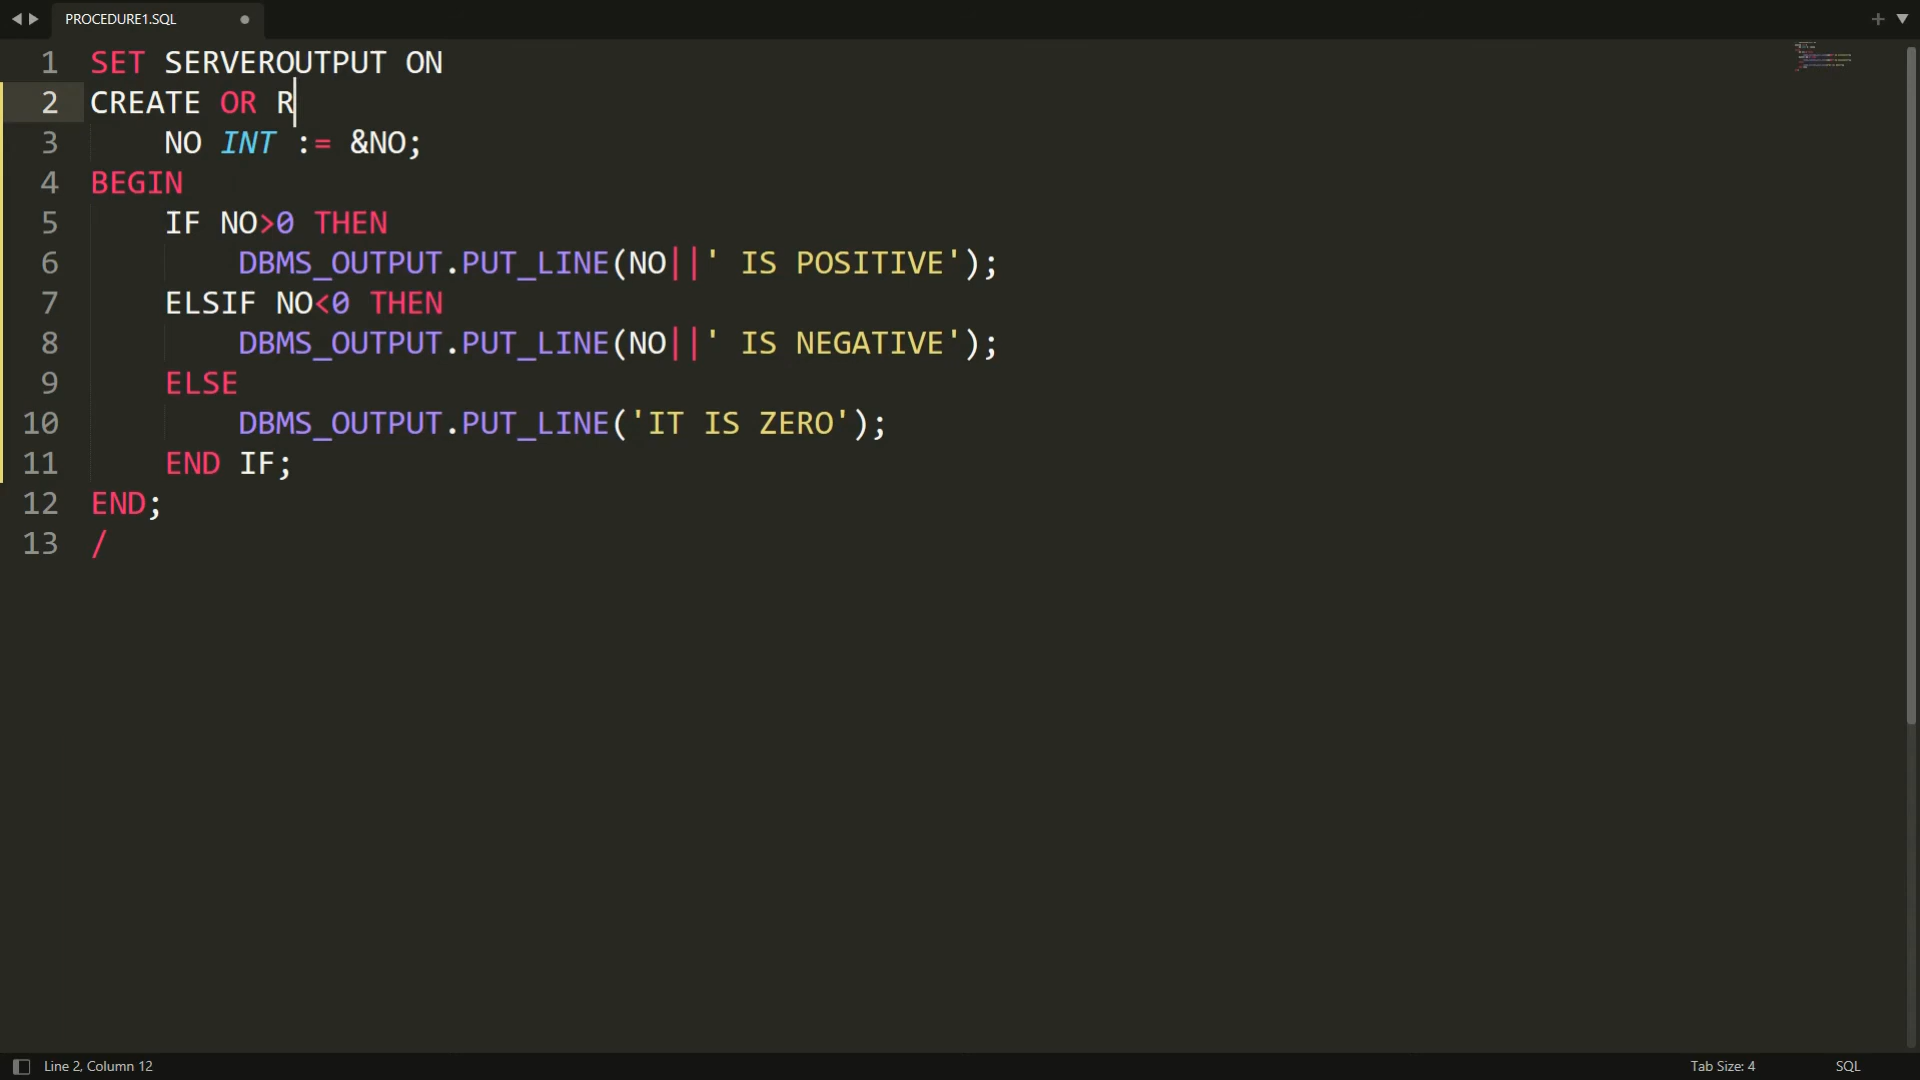 PROCEDURE1.SQL
1 SET SERVEROUTPUT ON
2 CREATE OR R
3 NO INT := &NO;
4 BEGIN
5 IF NO>0 THEN
6 DBMS_OUTPUT.PUT_LINE(NO||' IS POSITIVE');
7 ELSIF NO<0 THEN
8 DBMS_OUTPUT.PUT_LINE(NO||' IS NEGATIVE');
9 ELSE
10 DBMS_OUTPUT.PUT_LINE('IT IS ZERO');
11 END IF;
12 END;
13 /
Line 2, Column 12 Tab Size: 4 SQL